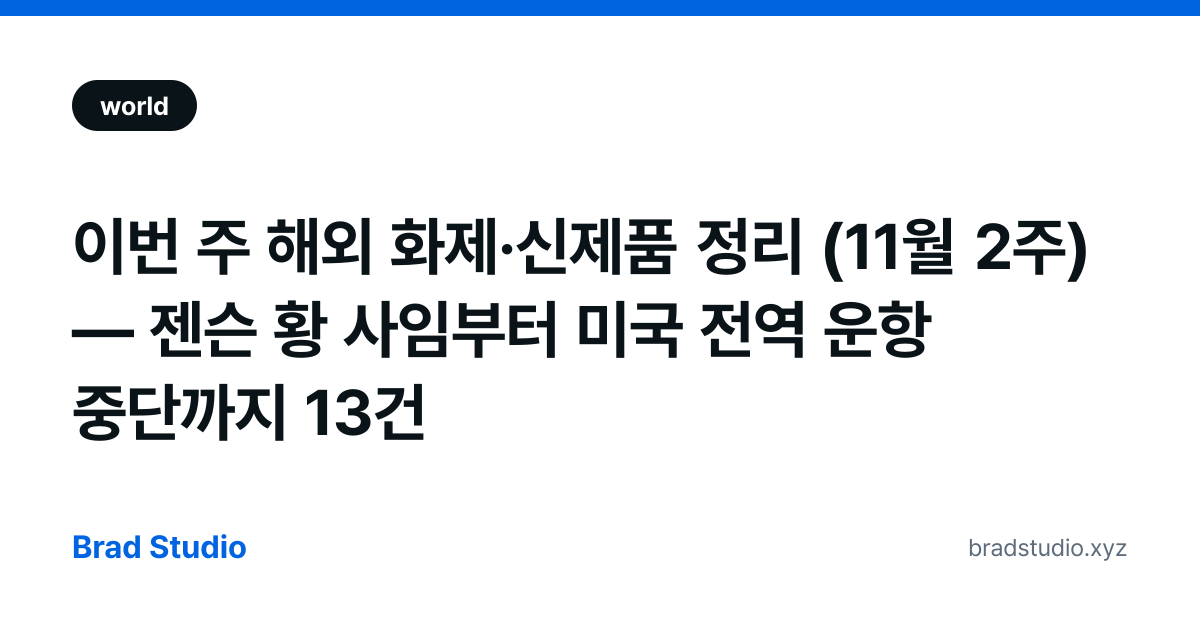 world
이번 주 해외 화제·신제품 정리 (11월 2주)
— 젠슨 황 사임부터 미국 전역 운항
중단까지 13건
Brad Studio
bradstudio.xyz